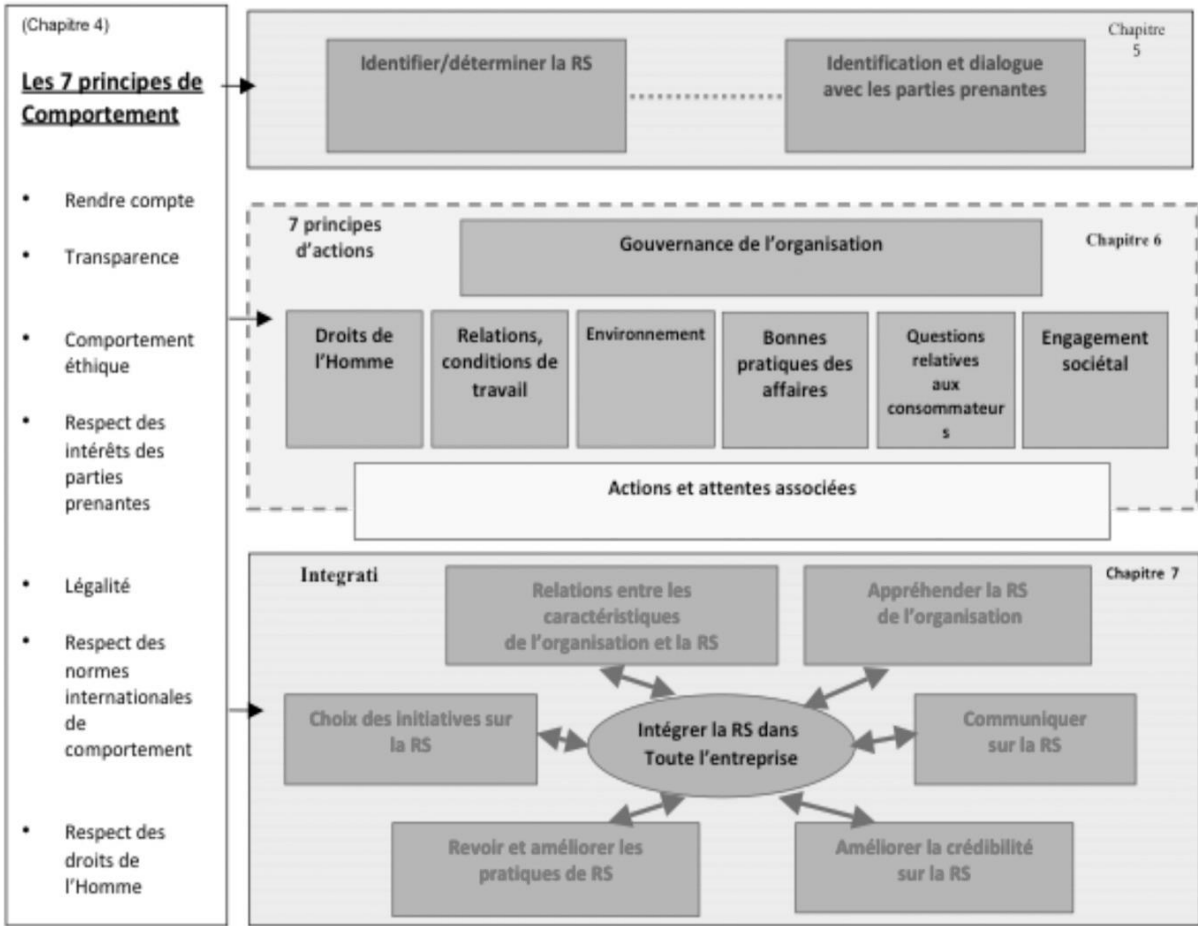 (Chapitre 4)
Les 7 principes de
Comportement
• Rendre compte
• Transparence
• Comportement
éthique
• Respect des
intérêts des
parties
prenantes
• Légalité
• Respect des
normes
internationales
de
comportement
• Respect des
droits de
l'Homme
Chapitre
5
Identifier/déterminer la RS
Identification et dialogue
avec les parties prenantes
7 principes
d'actions
Gouvernance de l'organisation
Chapitre 6
Droits de
l'Homme
Relations,
conditions de
travail
Environnement
Bonnes
pratiques des
affaires
Questions
relatives
aux
consommateur
s
Engagement
sociétal
Actions et attentes associées
Integrati
Chapitre 7
Relations entre les
caractéristiques
de l'organisation et la RS
Appréhender la RS
de l'organisation
Choix des initiatives sur
la RS
Intégrer la RS dans
Toute l'entreprise
Communiquer
sur la RS
Revoir et améliorer les
pratiques de RS
Améliorer la crédibilité
sur la RS